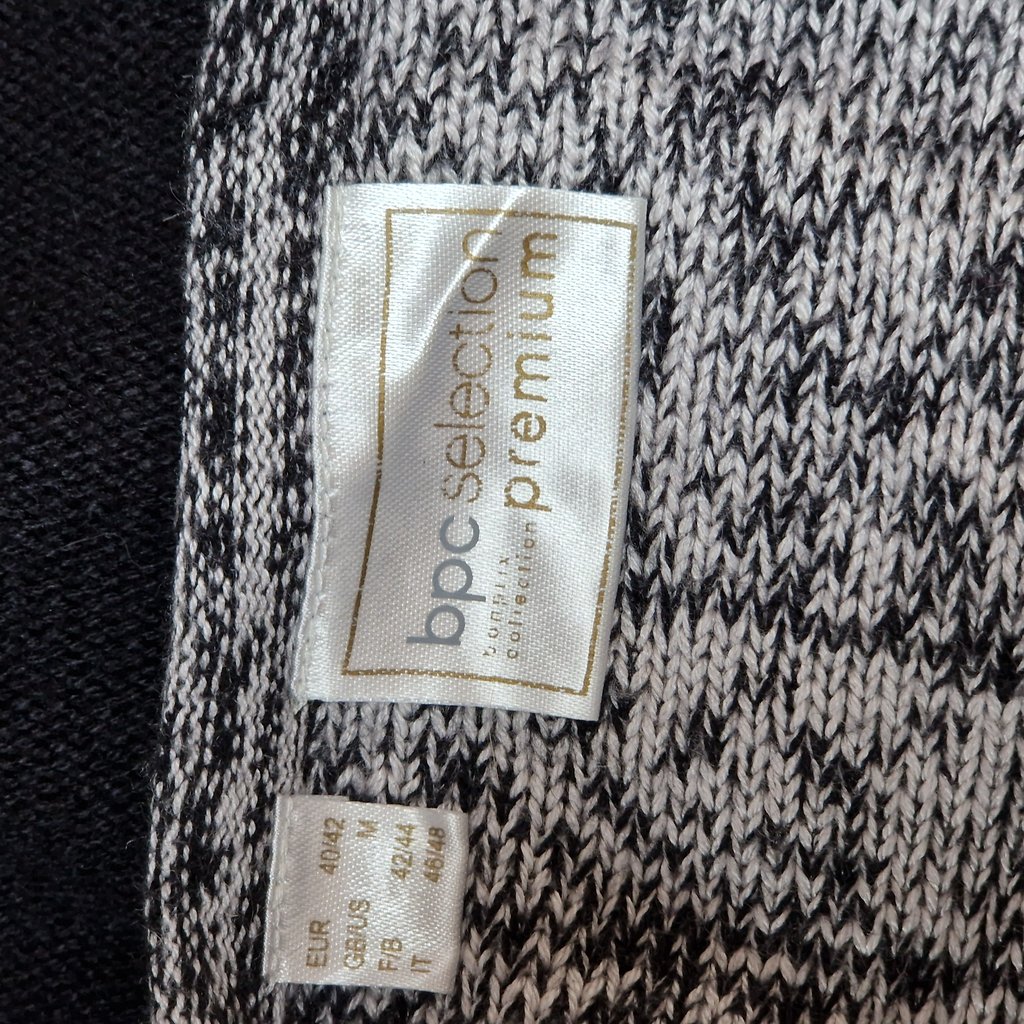 bpc selection
bonprix
collection premium
EUR 40/42
GB/US M
F/B 42/44
IT 46/48